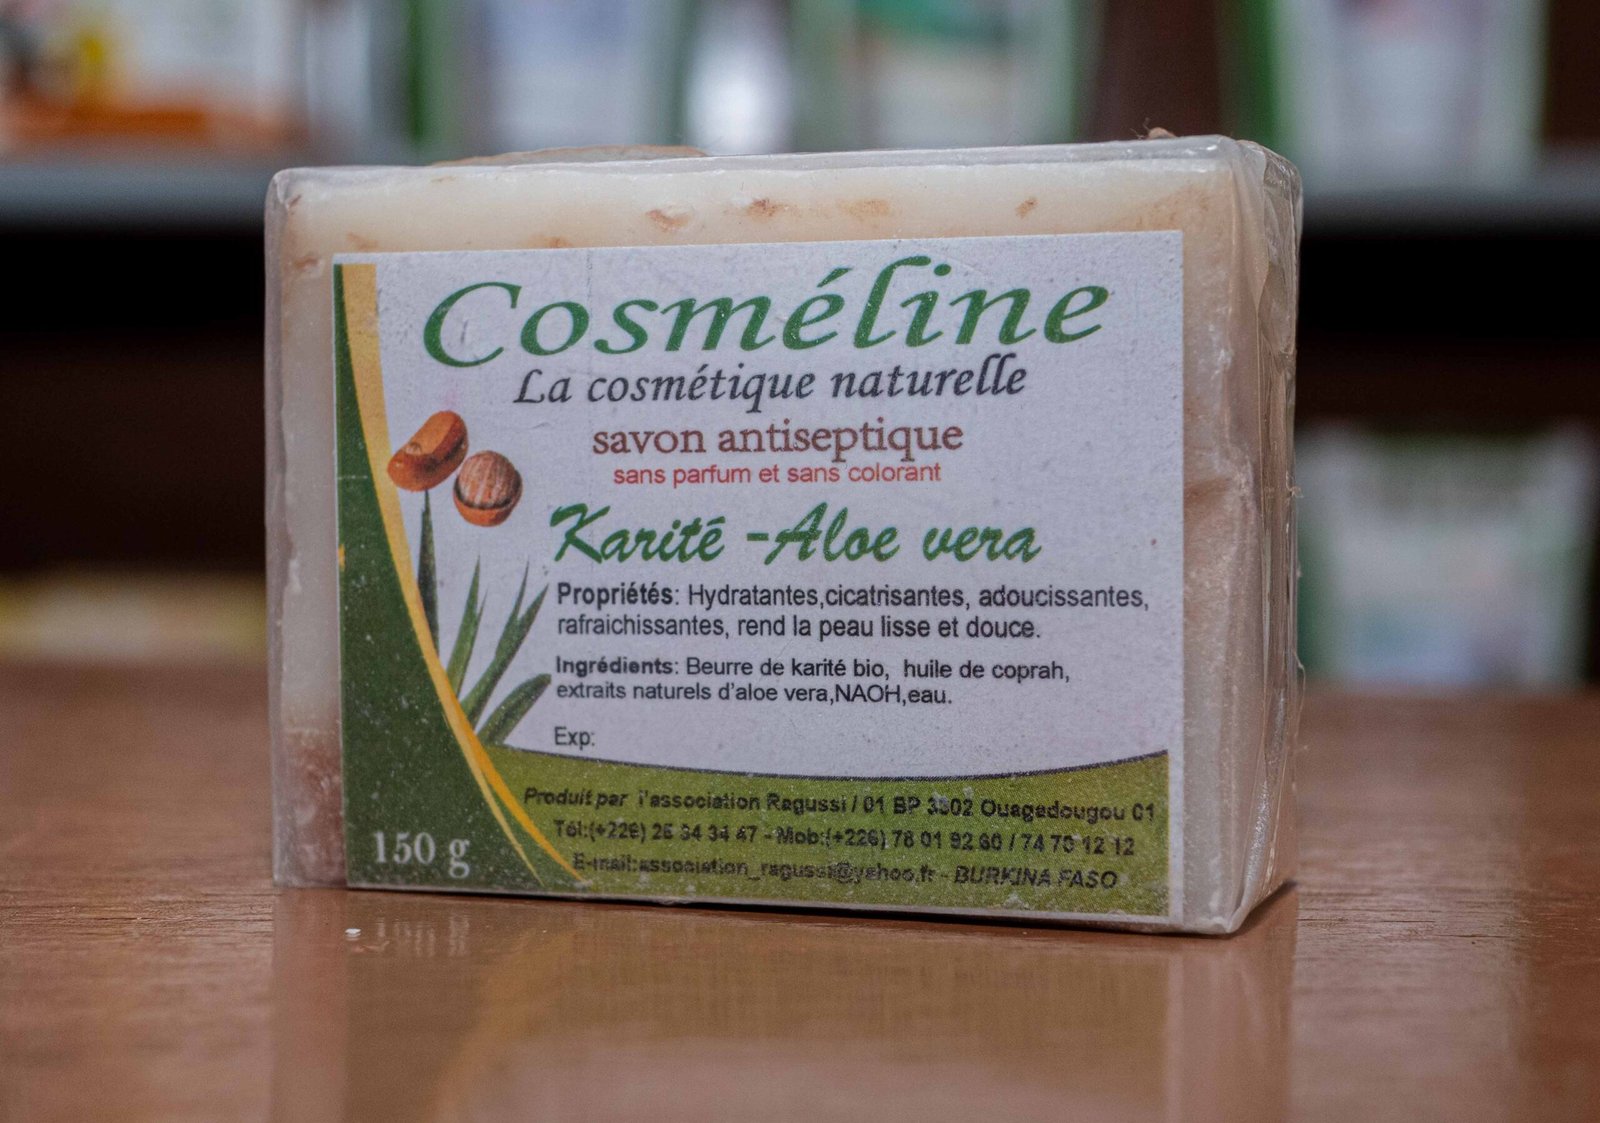 Cosméline
La cosmétique naturelle
savon antiseptique
sans parfum et sans colorant
Karité -Aloe vera
Propriétés: Hydratantes,cicatrisantes, adoucissantes,
rafraichissantes, rend la peau lisse et douce.
Ingrédients: Beurre de karité bio, huile de coprah,
extraits naturels d'aloe vera,NAOH,eau.
Exp:
Produit par l'association Ragussi / 01 BP 3502 Ouagadougou 01
Tél:(+226) 25 34 34 47 - Mob:(+226) 78 01 92 60 / 74 70 12 12
E-mail:association_ragussi@yahoo.fr - BURKINA FASO
150 g